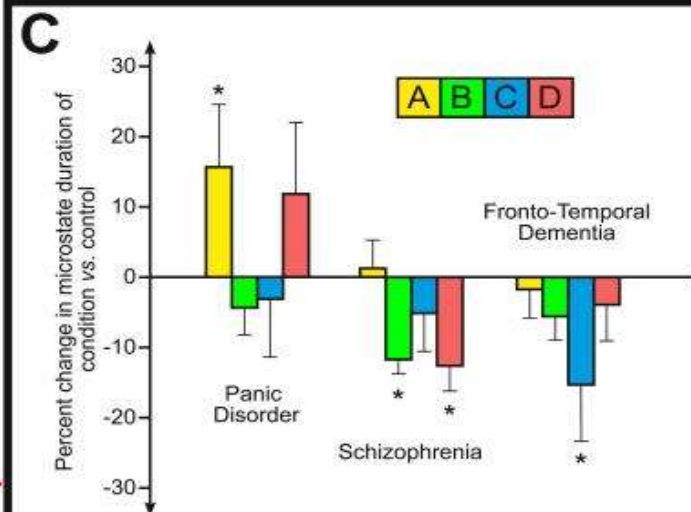 C
Percent change in microstate duration of
condition vs. control
30
20
10
0
-10
-20
-30
A B C D
*
Panic
Disorder
* *
Schizophrenia
Fronto-Temporal
Dementia
*